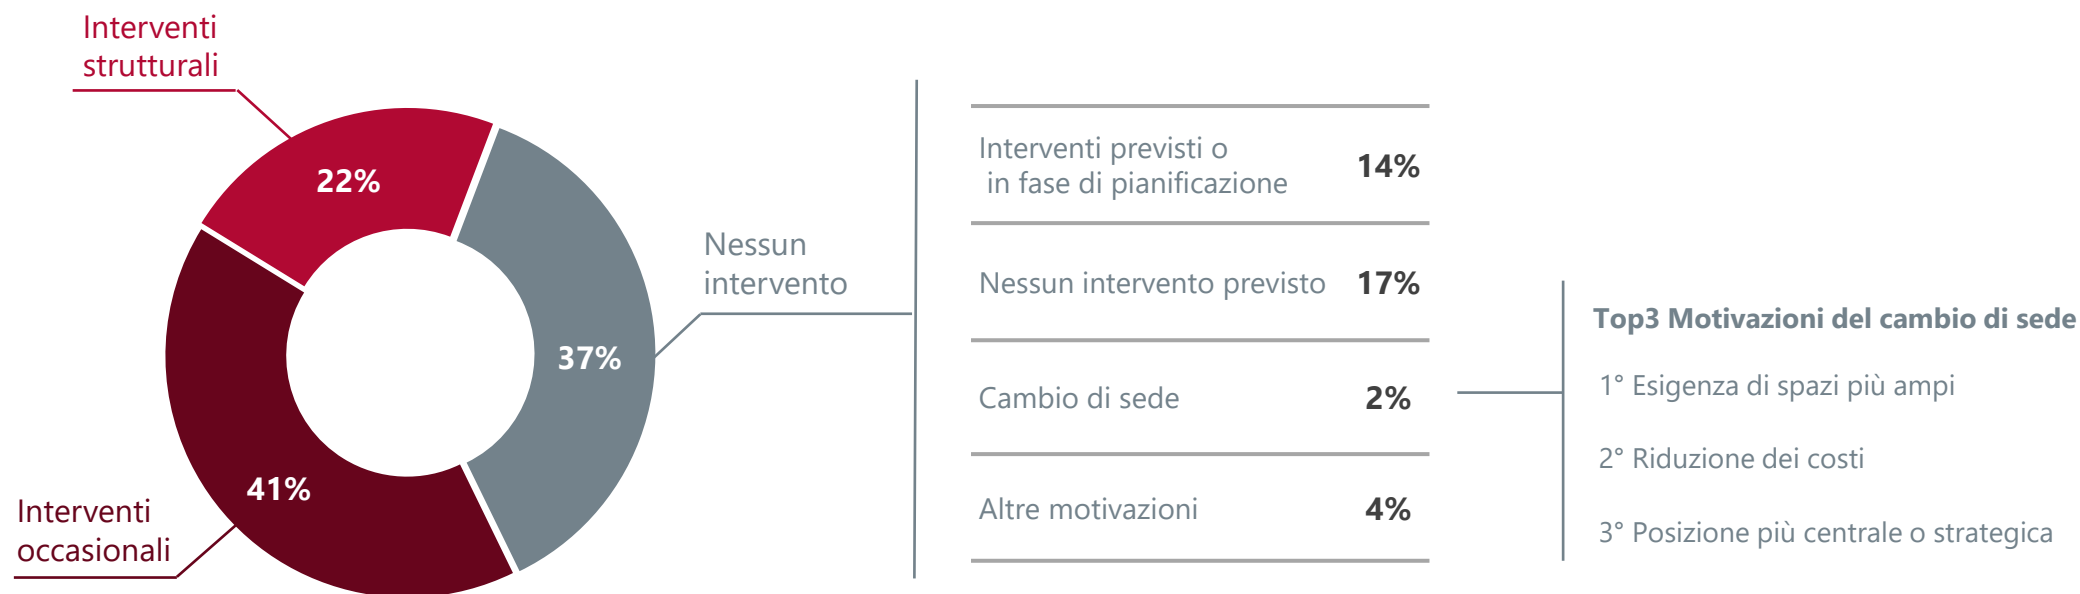 Interventi
strutturali
22%
41%
37%
Interventi
occasionali
Nessun
intervento
Interventi previsti o
in fase di pianificazione
14%
Nessun intervento previsto
17%
Cambio di sede
2%
Altre motivazioni
4%
Top3 Motivazioni del cambio di sede
1° Esigenza di spazi più ampi
2° Riduzione dei costi
3° Posizione più centrale o strategica